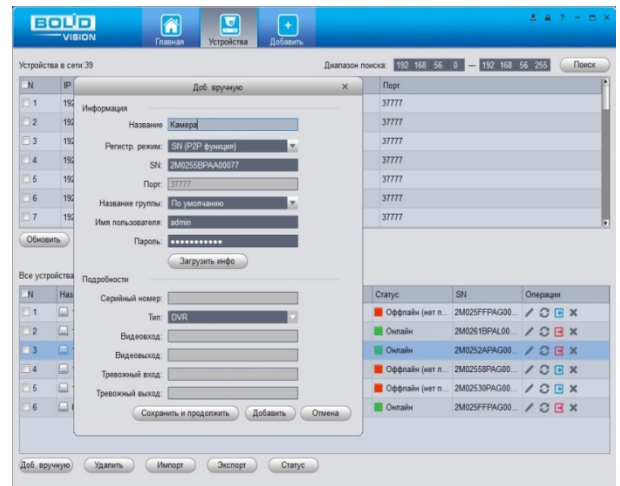 BOLID
VISION
Главная
Устройства
Добавить
Устройства в сети:39
Диапазон поиска: 192 168 56 0 — 192 168 56 255 Поиск
N IP Порт
1 192 37777
2 192 37777
3 192 37777
4 192 37777
5 192 37777
6 192 37777
7 192 37777
Обновить
Доб. вручную
Информация
Название Камера
Регистр. режим: SN (P2P функция)
SN: 2M0255BPAA00077
Порт: 37777
Название группы: По умолчанию
Имя пользователя: admin
Пароль: •••••••••••
Загрузить инфо
Подробности
Серийный номер:
Тип: DVR
Видеовход:
Видеовыход:
Тревожный вход:
Тревожный выход:
Сохранить и продолжить Добавить Отмена
Все устройства
N Наз Статус SN Операции
1 Оффлайн (нет п... 2M025FFPAG00...
2 Онлайн 2M0261BPAL00...
3 Онлайн 2M0252APAG00...
4 Оффлайн (нет п... 2M02558PAG00...
5 Оффлайн (нет п... 2M02530PAG00...
6 Онлайн 2M025FFPAG00...
Доб. вручную Удалить Импорт Экспорт Статус